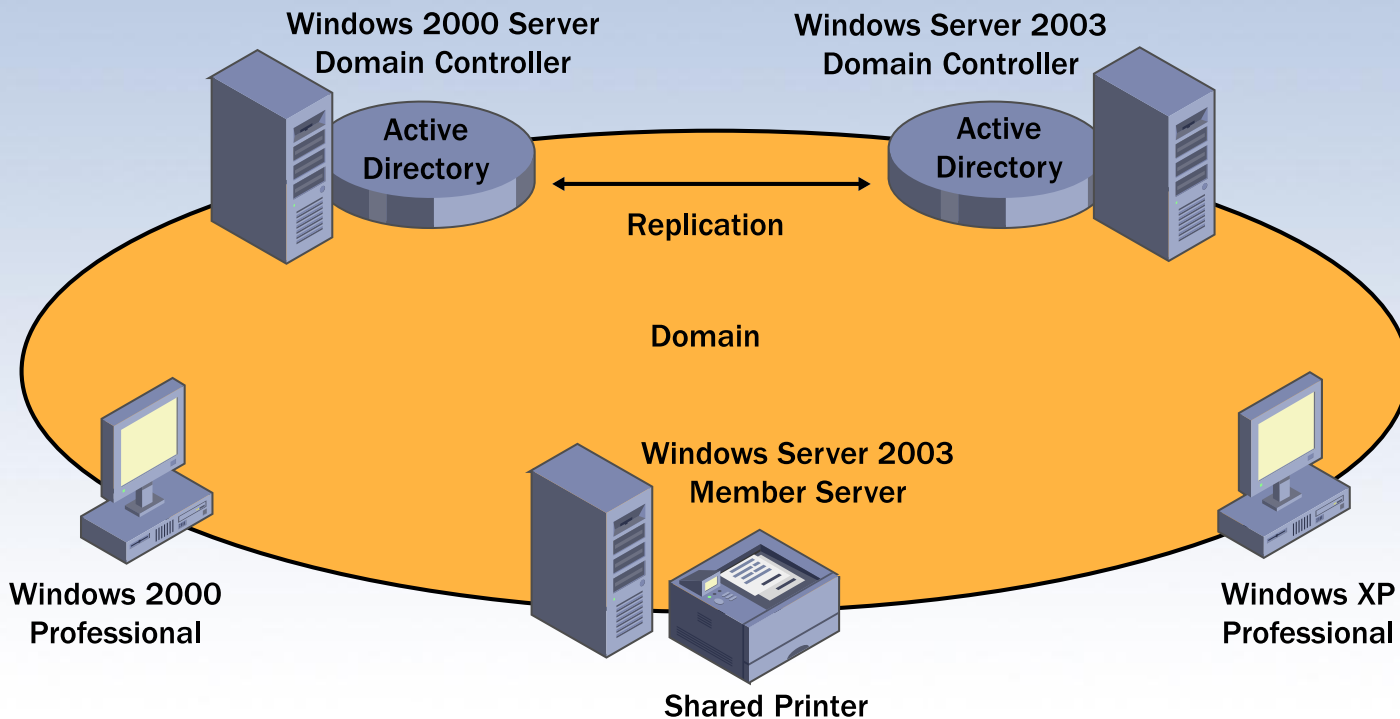 Windows 2000 Server
Domain Controller
Windows Server 2003
Domain Controller
Active
Directory
Active
Directory
Replication
Domain
Windows Server 2003
Member Server
Windows 2000
Professional
Windows XP
Professional
Shared Printer